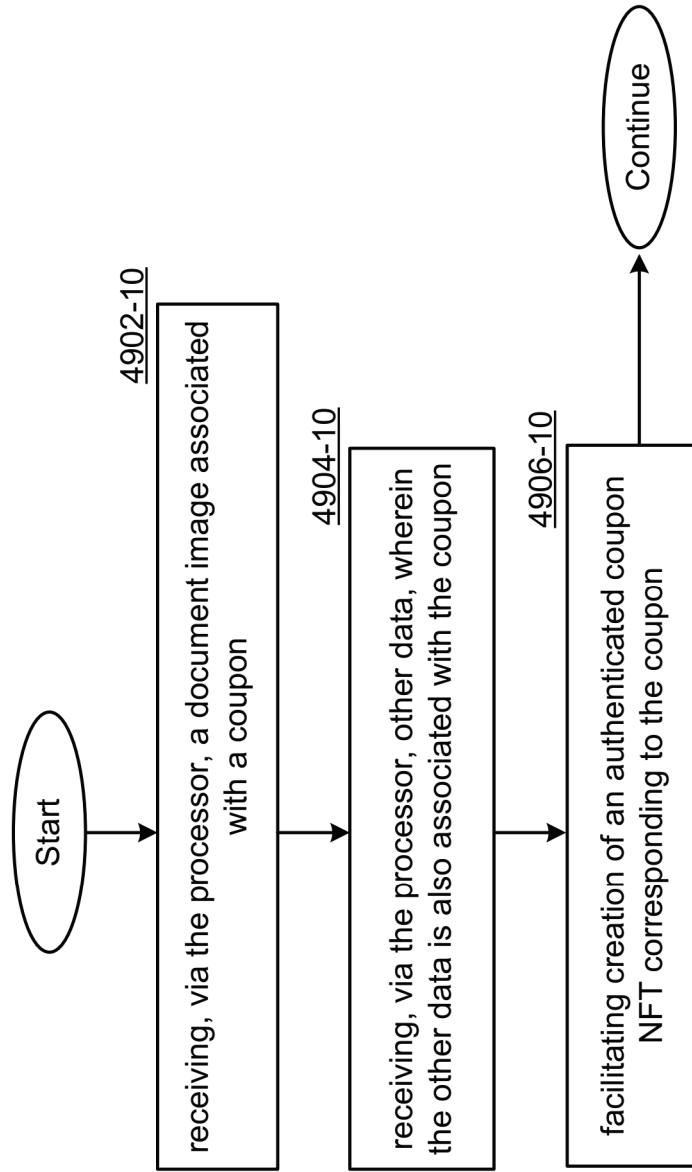 Start
4902-10
receiving, via the processor, a document image associated
with a coupon
4904-10
receiving, via the processor, other data, wherein
the other data is also associated with the coupon
4906-10
facilitating creation of an authenticated coupon
NFT corresponding to the coupon
Continue